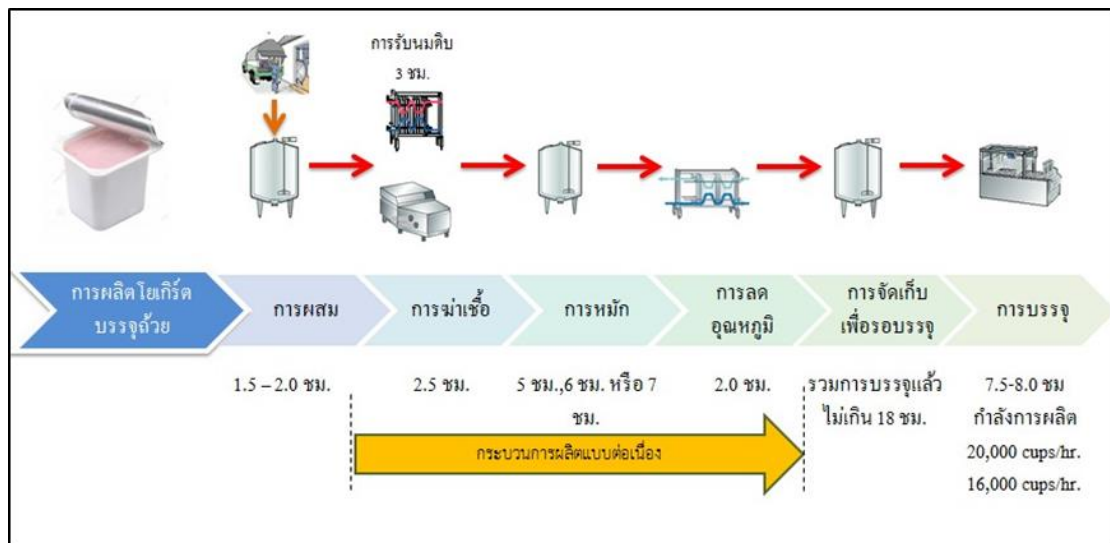 การรับนมดิบ
3 ชม.
การผลิตโยเกิร์ต
บรรจุถ้วย
การผสม
การฆ่าเชื้อ
การหมัก
การลด
อุณหภูมิ
การจัดเก็บ
เพื่อรอบรรจุ
การบรรจุ
1.5 – 2.0 ชม.
2.5 ชม.
5 ชม.,6 ชม. หรือ 7
ชม.
2.0 ชม.
รวมการบรรจุแล้ว
ไม่เกิน 18 ชม.
7.5-8.0 ชม
กำลังการผลิต
20,000 cups/hr.
16,000 cups/hr.
กระบวนการผลิตแบบต่อเนื่อง